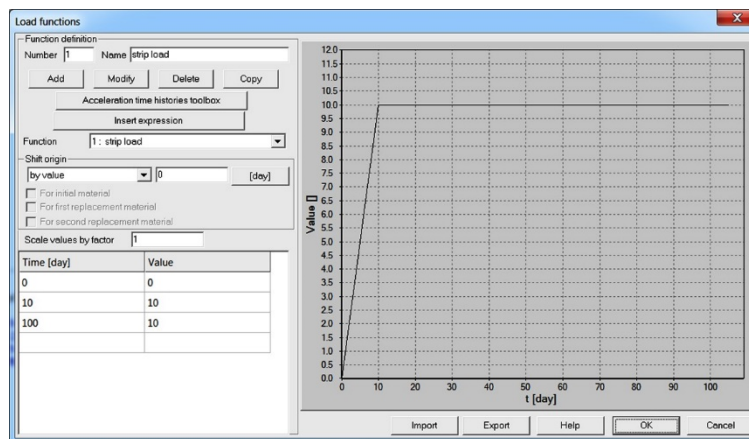 Load functions
Function definition
Number 1 Name strip load
Add Modify Delete Copy
Acceleration time histories toolbox
Insert expression
Function 1 : strip load
Shift origin
by value 0 [day]
For initial material
For first replacement material
For second replacement material
Scale values by factor 1
Time [day] Value
0 0
10 10
100 10
12.0
11.5
11.0
10.5
10.0
9.5
9.0
8.5
8.0
7.5
7.0
6.5
6.0
5.5
5.0
4.5
4.0
3.5
3.0
2.5
2.0
1.5
1.0
0.5
0.0
Value []
0 10 20 30 40 50 60 70 80 90 100
t [day]
Import Export Help OK Cancel